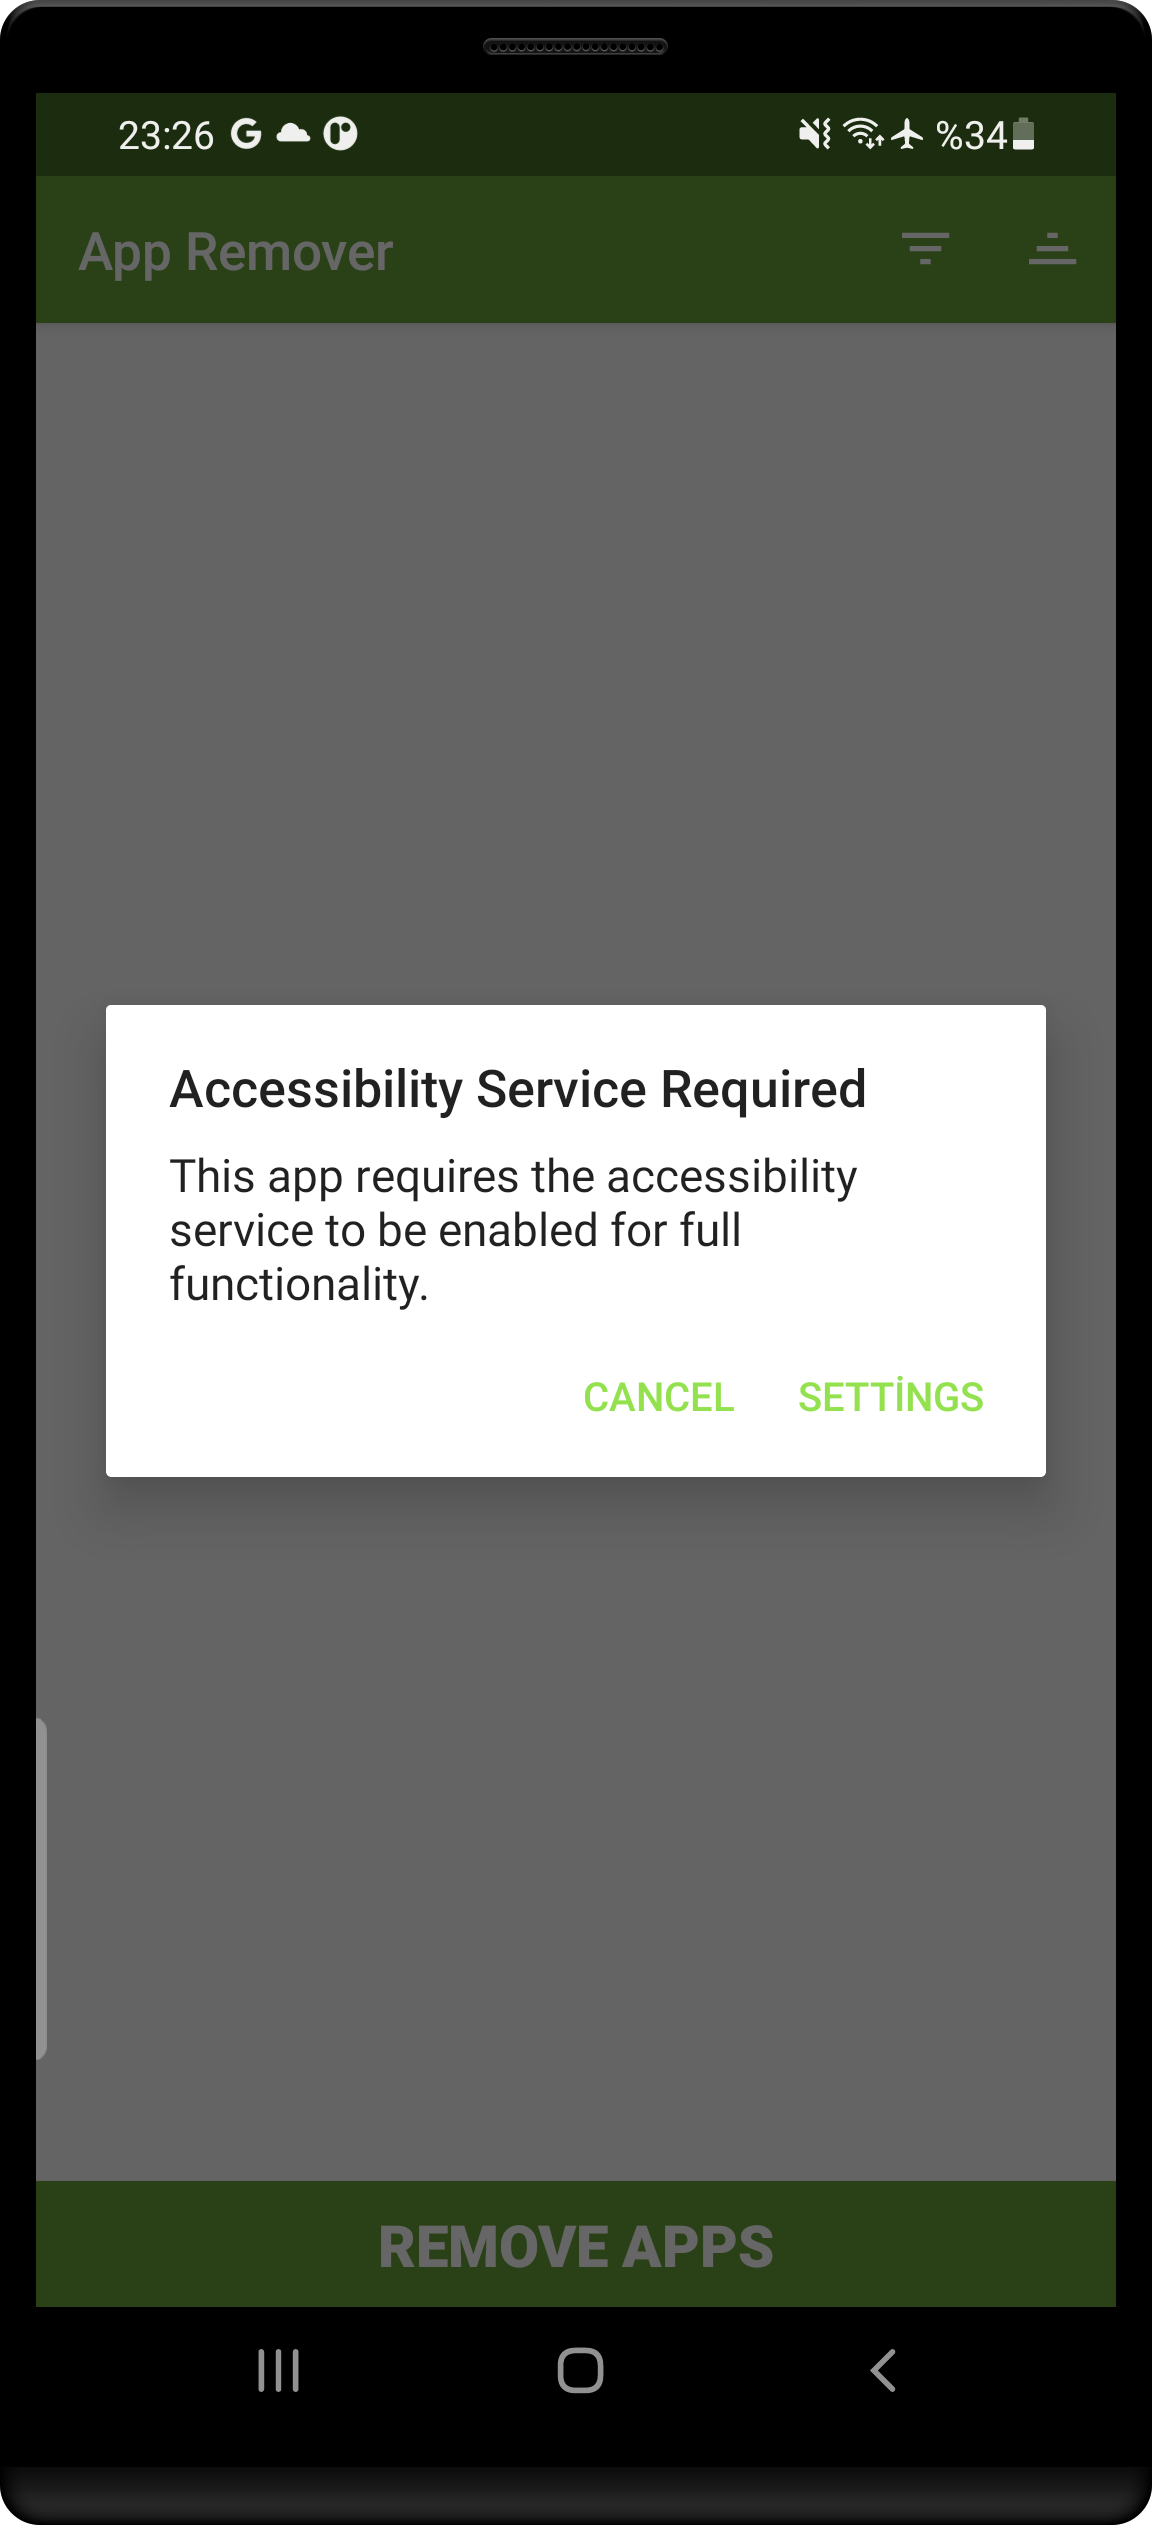 23:26 %34
App Remover
Accessibility Service Required
This app requires the accessibility
service to be enabled for full
functionality.
CANCEL SETTİNGS
REMOVE APPS